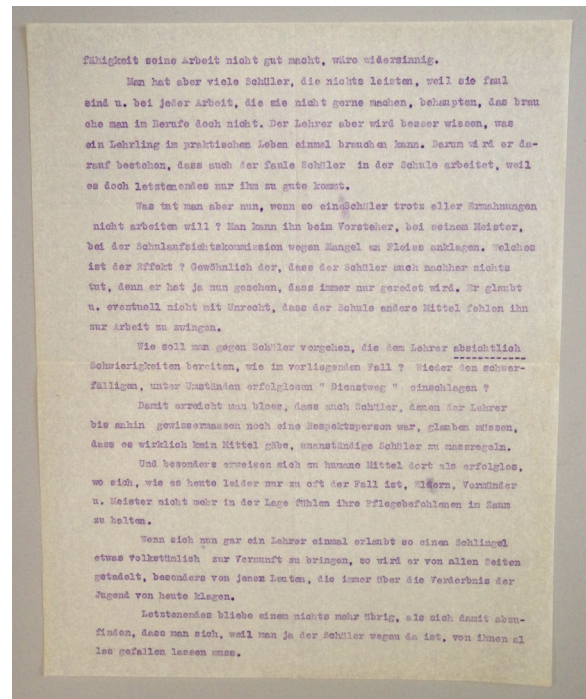 fähigkeit seine Arbeit nicht gut macht, wäre widersinnig.
Man hat aber viele Schüler, die nichts leisten, weil sie faul
sind u. bei jeder Arbeit, die sie nicht gerne machen, behaupten, das brau
che man im Berufe doch nicht. Der Lehrer aber wird besser wissen, was
ein Lehrling im praktischen Leben einmal brauchen kann. Darum wird er da-
rauf bestehen, dass auch der faule Schüler in der Schule arbeitet, weil
es doch letztenendes nur ihm zu gute kommt.
Was tut man aber nun, wenn so ein Schüler trotz aller Ermahnungen
nicht arbeiten will ? Man kann ihn beim Vorsteher, bei seinem Meister,
bei der Schulaufsichtskommission wegen Mangel an Fleiss anklagen. Welches
ist der Effekt ? Gewöhnlich der, dass der Schüler auch nachher nichts
tut, denn er hat ja nun gesehen, dass immer nur geredet wird. Er glaubt
u. eventuell nicht mit Unrecht, dass der Schule andere Mittel fehlen ihn
zur Arbeit zu zwingen.
Wie soll man gegen Schüler vorgehen, die dem Lehrer absichtlich
Schwierigkeiten bereiten, wie im vorliegenden Fall ? Wieder den schwer-
fälligen, unter Umständen erfolglosen " Dienstweg " einschlagen ?
Damit erreicht man bloss, dass auch Schüler, denen der Lehrer
bis anhin gewissermassen noch eine Respektsperson war, glauben müssen,
dass es wirklich kein Mittel gäbe, unanständige Schüler zu massregeln.
Und besonders erweisen sich zu humane Mittel dort als erfolglos,
wo sich, wie es heute leider nur zu oft der Fall ist, Eltern, Vormünder
u. Meister nicht mehr in der Lage fühlen ihre Pflegebefohlenen im Zaum
zu halten.
Wenn sich nun gar ein Lehrer einmal erlaubt so einen Schlingel
etwas volkstümlich zur Vernunft zu bringen, so wird er von allen Seiten
getadelt, besonders von jenen Leuten, die immer über die Verderbnis der
Jugend von heute klagen.
Letztenendes bliebe einem nichts mehr übrig, als sich damit abzu-
finden, dass man sich, weil man ja der Schüler wegen da ist, von ihnen al
les gefallen lassen muss.